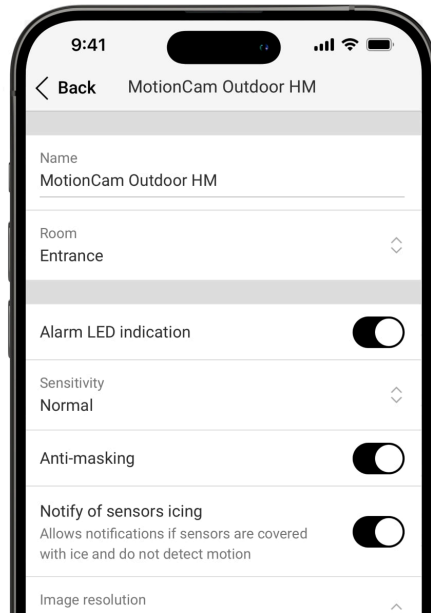 9:41
Back MotionCam Outdoor HM
Name
MotionCam Outdoor HM
Room
Entrance
Alarm LED indication
Sensitivity
Normal
Anti-masking
Notify of sensors icing
Allows notifications if sensors are covered
with ice and do not detect motion
Image resolution